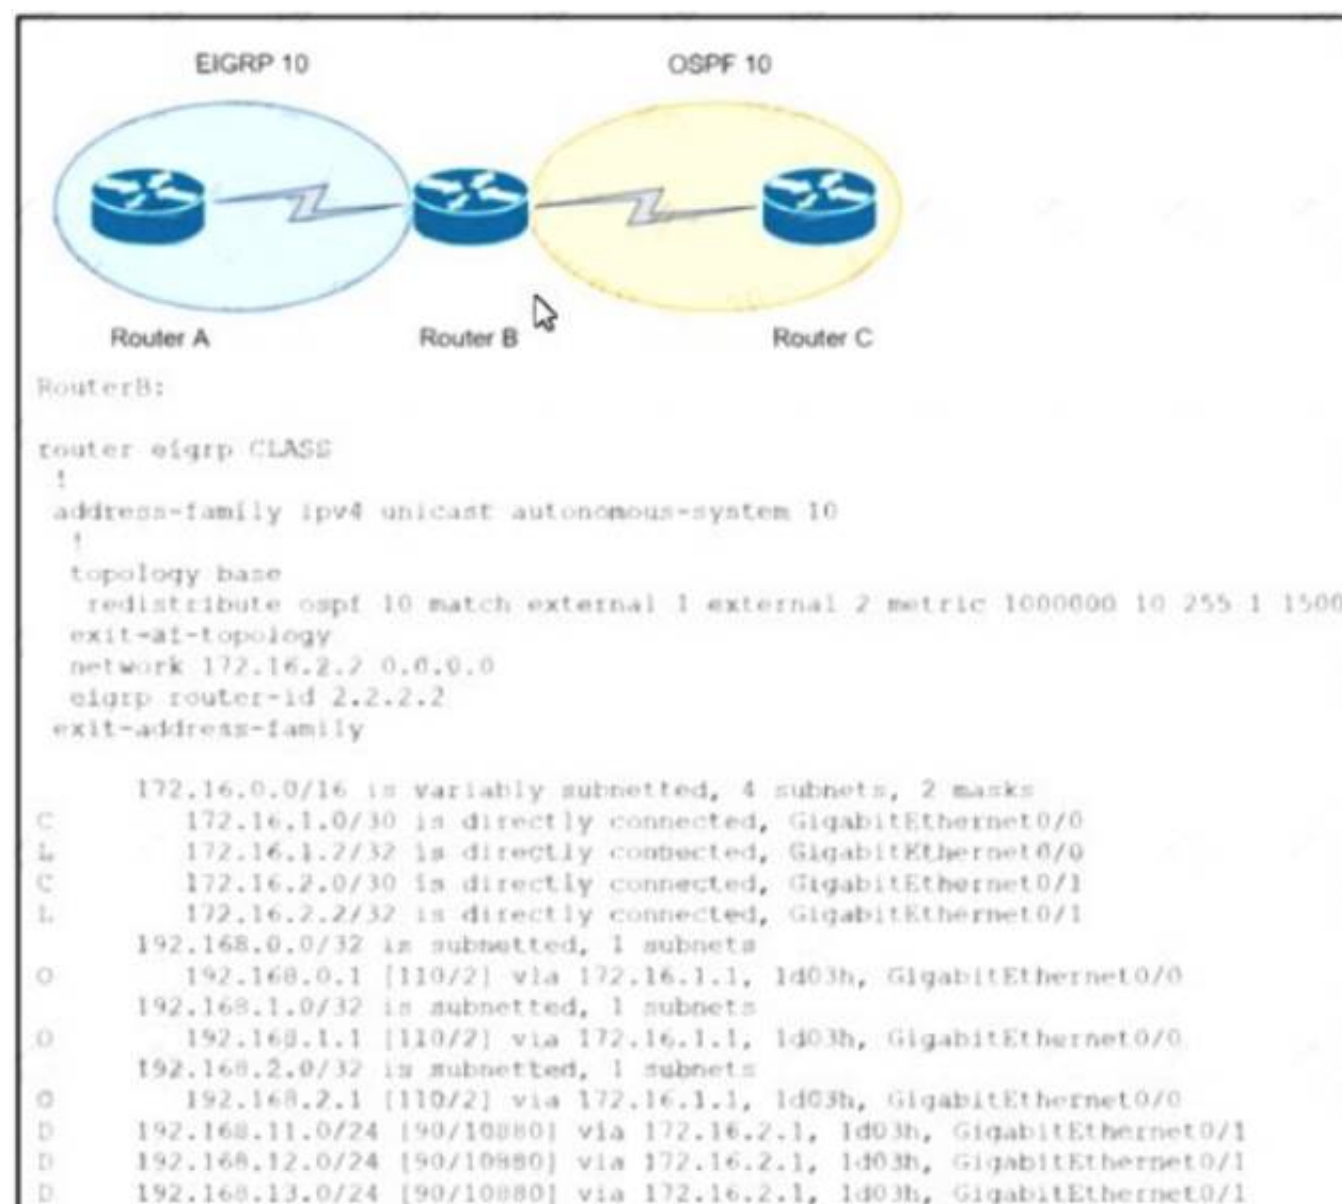 EIGRP 10
OSPF 10
Router A
Router B
Router C
RouterB:
router eigrp CLASS
!
address-family ipv4 unicast autonomous-system 10
!
topology base
redistribute ospf 10 match external 1 external 2 metric 1000000 10 255 1 1500
exit-af-topology
network 172.16.2.2 0.0.0.0
eigrp router-id 2.2.2.2
exit-address-family
172.16.0.0/16 is variably subnetted, 4 subnets, 2 masks
C 172.16.1.0/30 is directly connected, GigabitEthernet0/0
L 172.16.1.2/32 is directly connected, GigabitEthernet0/0
C 172.16.2.0/30 is directly connected, GigabitEthernet0/1
L 172.16.2.2/32 is directly connected, GigabitEthernet0/1
192.168.0.0/32 is subnetted, 1 subnets
O 192.168.0.1 [110/2] via 172.16.1.1, 1d03h, GigabitEthernet0/0
192.168.1.0/32 is subnetted, 1 subnets
O 192.168.1.1 [110/2] via 172.16.1.1, 1d03h, GigabitEthernet0/0
192.168.2.0/32 is subnetted, 1 subnets
O 192.168.2.1 [110/2] via 172.16.1.1, 1d03h, GigabitEthernet0/0
D 192.168.11.0/24 [90/10880] via 172.16.2.1, 1d03h, GigabitEthernet0/1
D 192.168.12.0/24 [90/10880] via 172.16.2.1, 1d03h, GigabitEthernet0/1
D 192.168.13.0/24 [90/10880] via 172.16.2.1, 1d03h, GigabitEthernet0/1